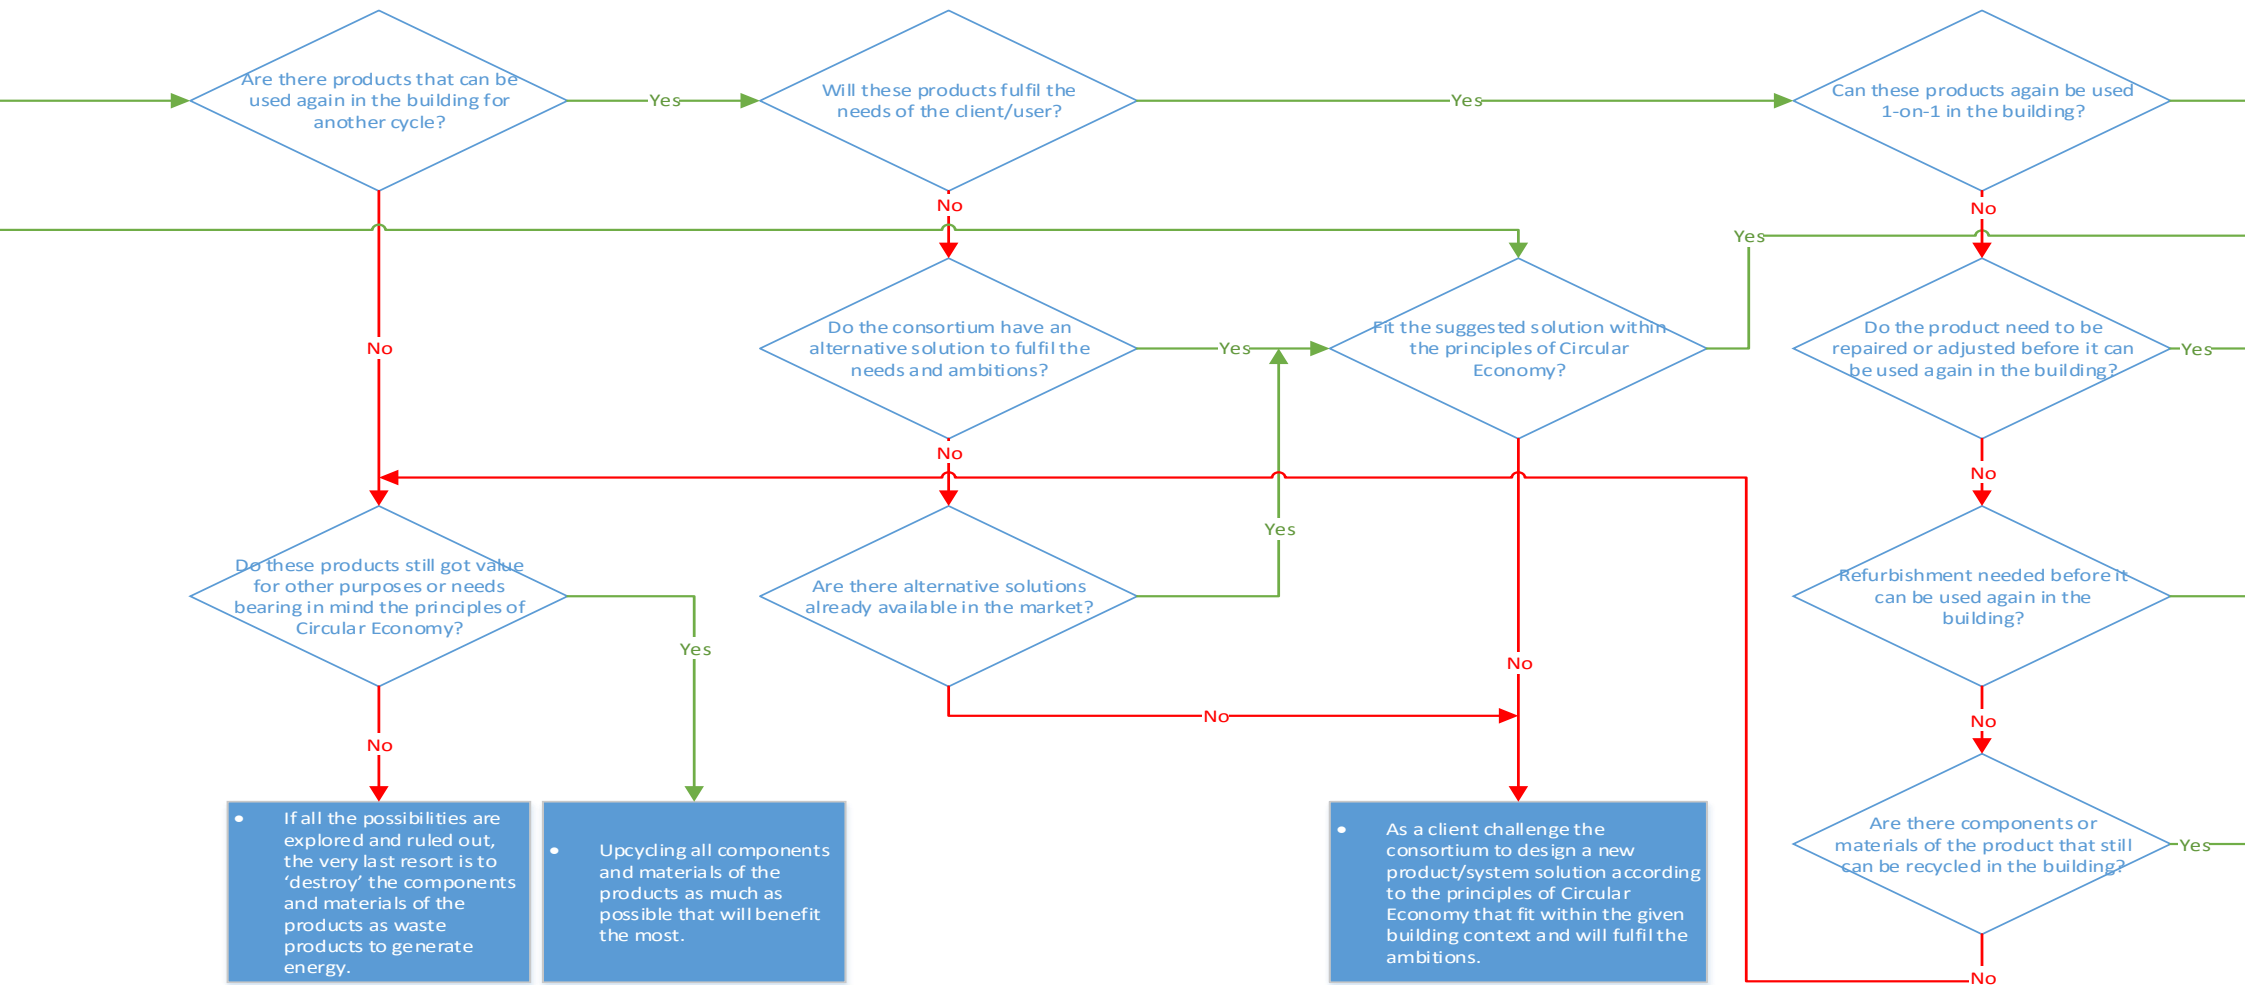 Are there products that can be
used again in the building for
another cycle?
Yes
Will these products fulfil the
needs of the client/user?
Yes
Can these products again be used
1-on-1 in the building?
No
No
Yes
No
Do the consortium have an
alternative solution to fulfil the
needs and ambitions?
Yes
Fit the suggested solution within
the principles of Circular
Economy?
Do the product need to be
repaired or adjusted before it can
be used again in the building?
Yes
No
No
Yes
Do these products still got value
for other purposes or needs
bearing in mind the principles of
Circular Economy?
Are there alternative solutions
already available in the market?
Refurbishment needed before it
can be used again in the
building?
Yes
No
No
No
No
• If all the possibilities are
explored and ruled out,
the very last resort is to
‘destroy’ the components
and materials of the
products as waste
products to generate
energy.
• Upcycling all components
and materials of the
products as much as
possible that will benefit
the most.
• As a client challenge the
consortium to design a new
product/system solution according
to the principles of Circular
Economy that fit within the given
building context and will fulfil the
ambitions.
Are there components or
materials of the product that still
can be recycled in the building?
Yes
No